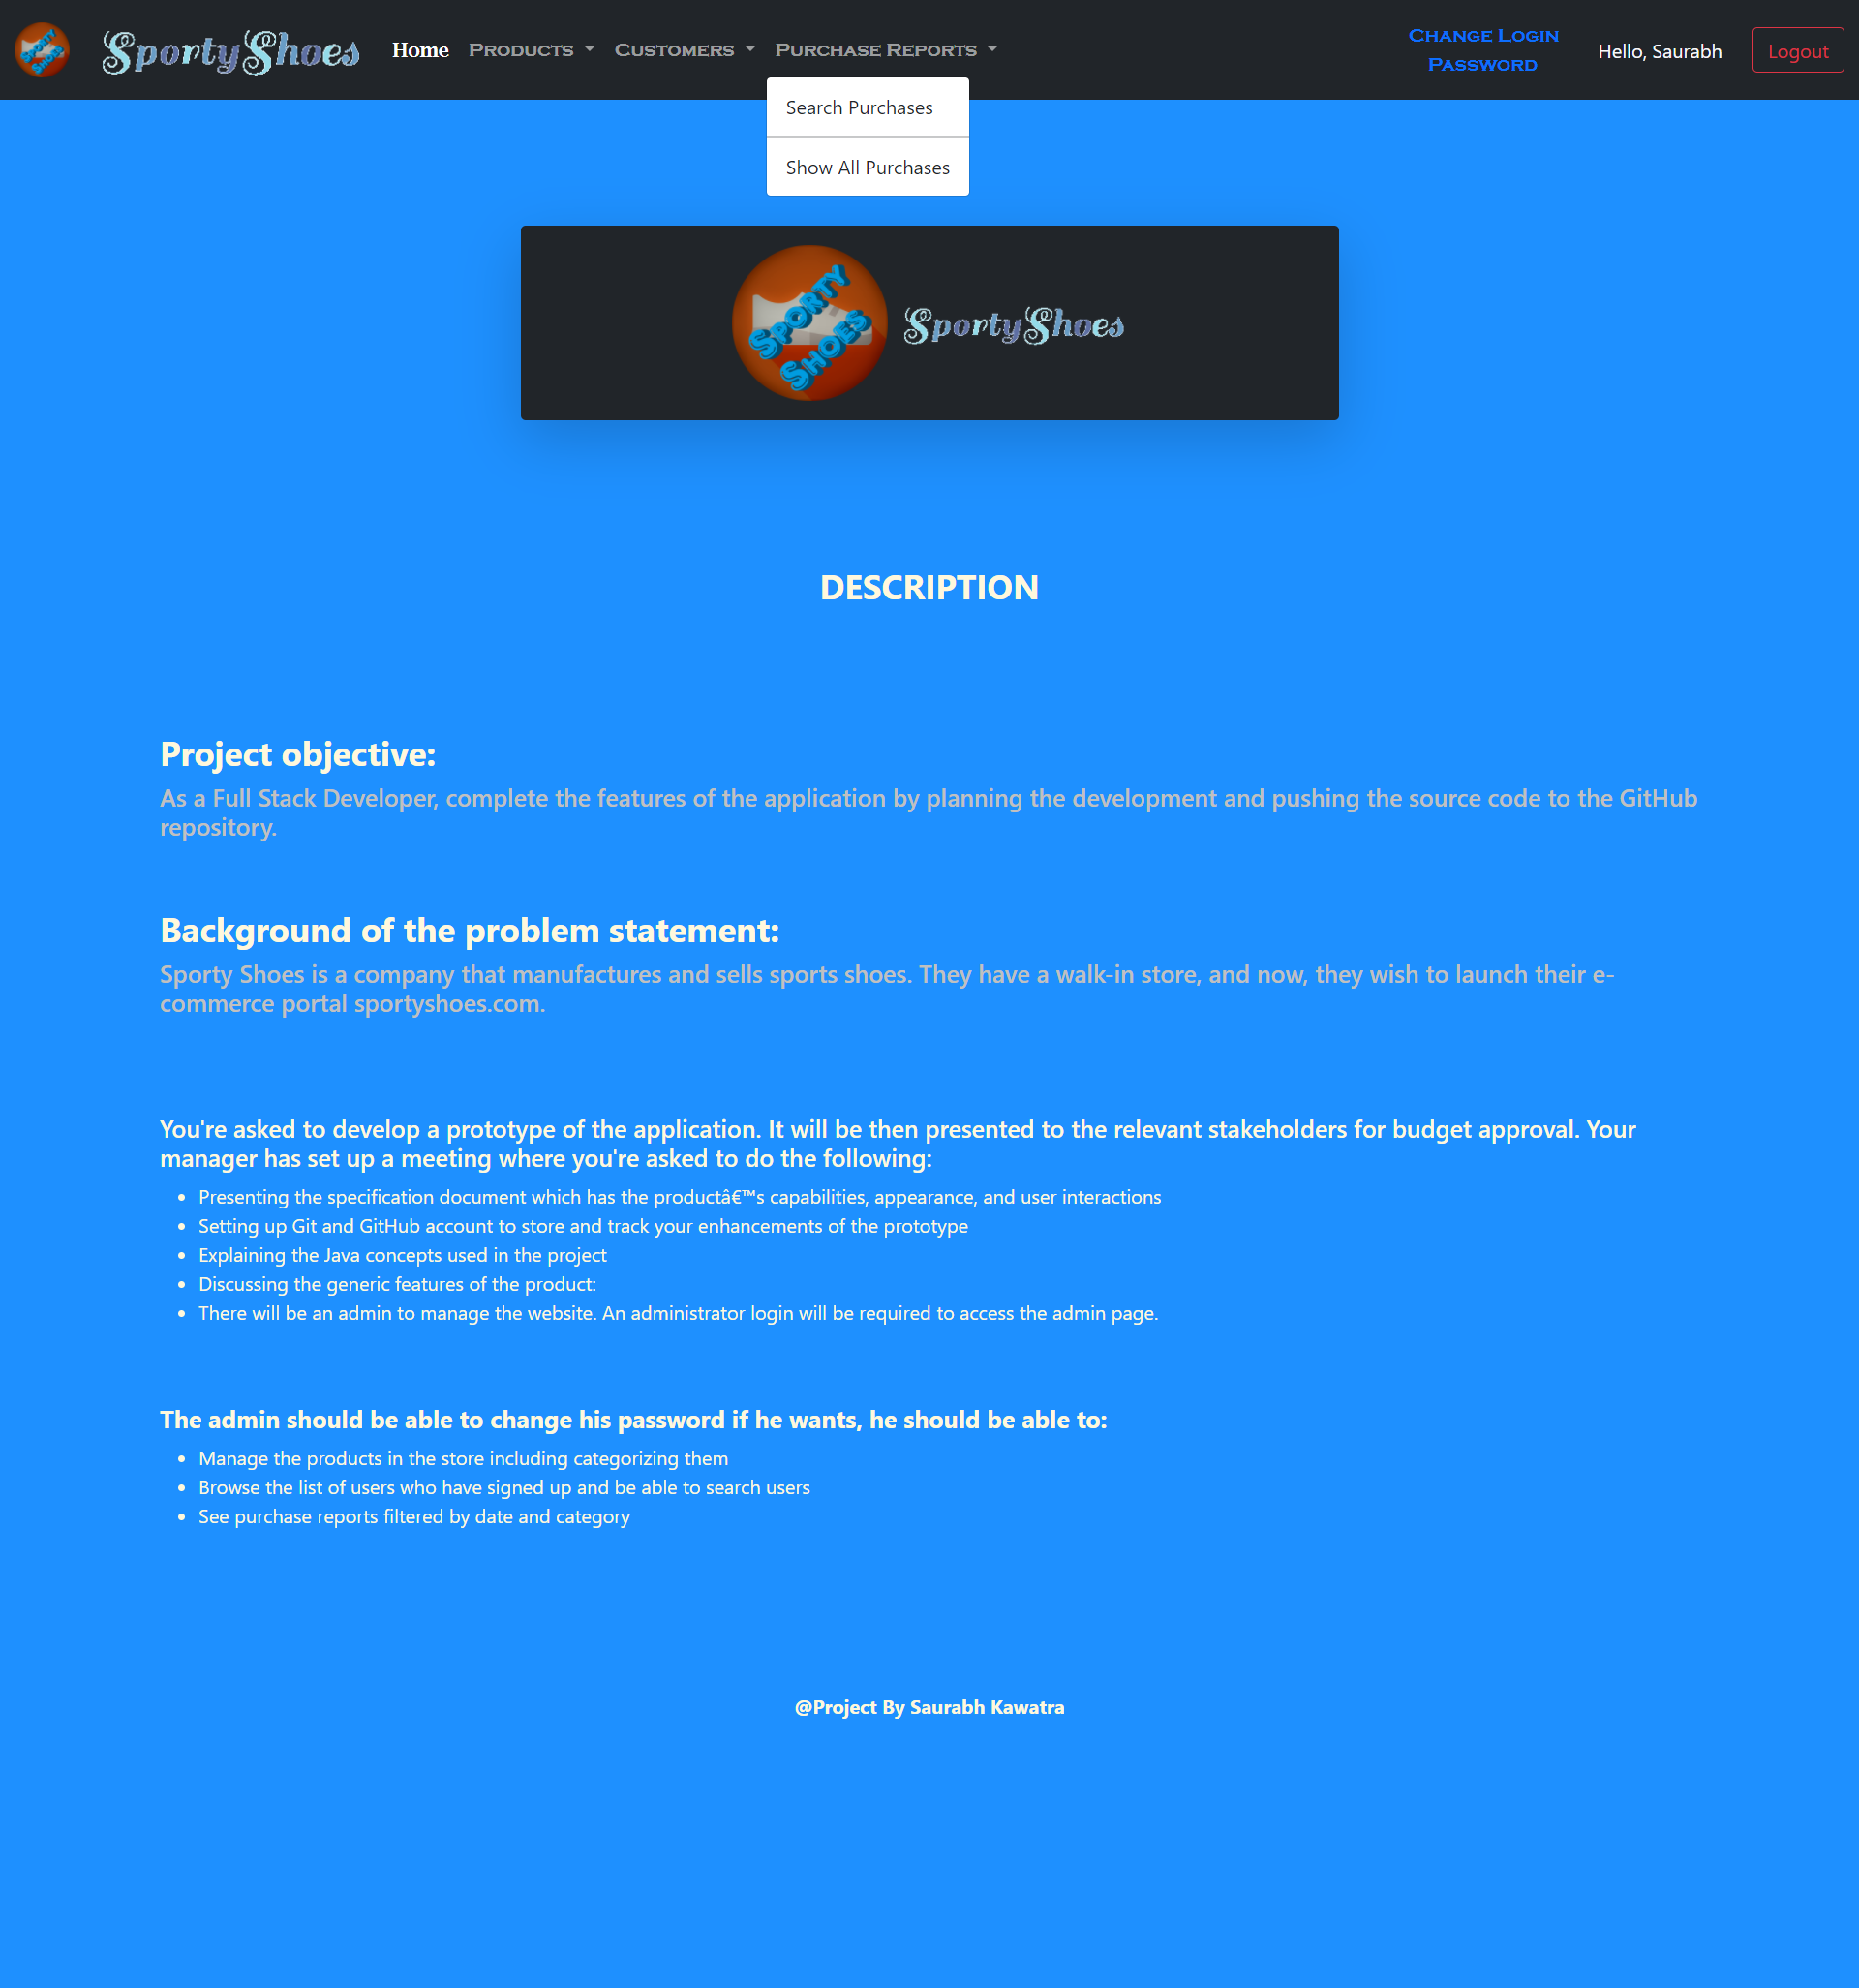 SPORTY SHOES
SportyShoes
Home Products Customers Purchase Reports
Change Login
Password
Hello, Saurabh
Logout
Search Purchases
Show All Purchases
SPORTY
SHOES
SportyShoes
DESCRIPTION
Project objective:
As a Full Stack Developer, complete the features of the application by planning the development and pushing the source code to the GitHub
repository.
Background of the problem statement:
Sporty Shoes is a company that manufactures and sells sports shoes. They have a walk-in store, and now, they wish to launch their e-
commerce portal sportyshoes.com.
You're asked to develop a prototype of the application. It will be then presented to the relevant stakeholders for budget approval. Your
manager has set up a meeting where you're asked to do the following:
• Presenting the specification document which has the productâ€™s capabilities, appearance, and user interactions
• Setting up Git and GitHub account to store and track your enhancements of the prototype
• Explaining the Java concepts used in the project
• Discussing the generic features of the product:
• There will be an admin to manage the website. An administrator login will be required to access the admin page.
The admin should be able to change his password if he wants, he should be able to:
• Manage the products in the store including categorizing them
• Browse the list of users who have signed up and be able to search users
• See purchase reports filtered by date and category
@Project By Saurabh Kawatra